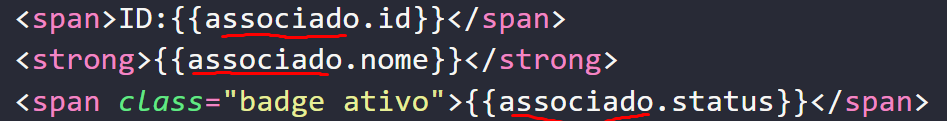 <span>ID:{{associado.id}}</span>
<strong>{{associado.nome}}</strong>
<span class="badge ativo">{{associado.status}}</span>